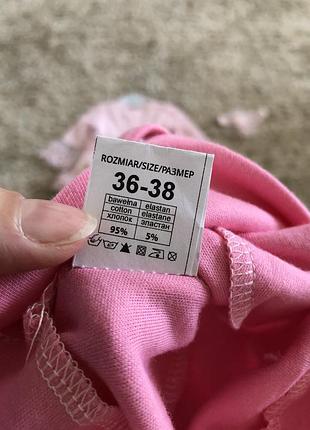 ROZMIAR/SIZE/РАЗМЕР
36-38
bawełna elastan
cotton elastane
хлопок эластан
95% 5%